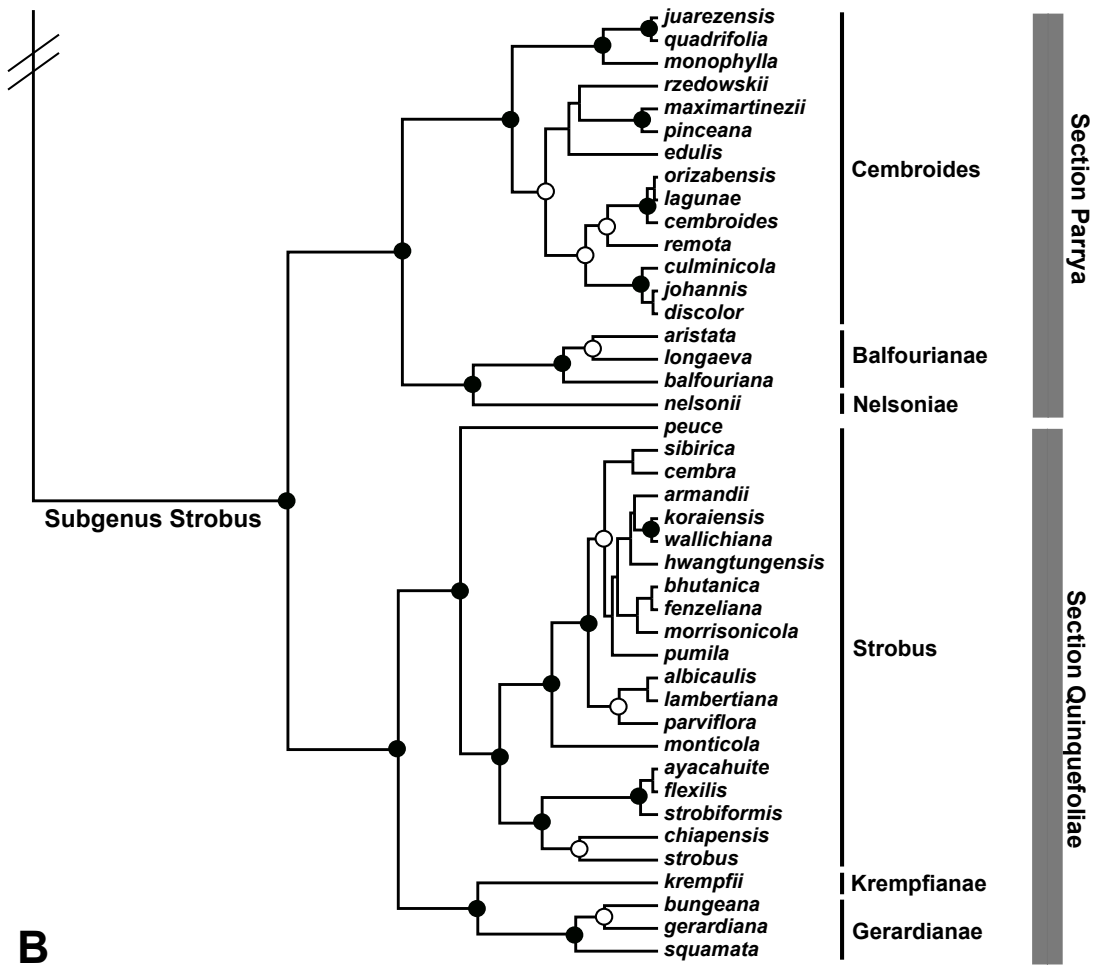 juarezensis
quadrifolia
monophylla
rzedowskii
maximartinezii
pinceana
edulis
orizabensis
lagunae
cembroides
remota
culminicola
johannis
discolor
aristata
longaeva
balfouriana
nelsonii
peuce
sibirica
cembra
armandii
koraiensis
wallichiana
hwangtungensis
bhutanica
fenzeliana
morrisonicola
pumila
albicaulis
lambertiana
parviflora
monticola
ayacahuite
flexilis
strobiformis
chiapensis
strobus
krempfii
bungeana
gerardiana
squamata
Cembroides
Balfourianae
Nelsoniae
Strobus
Krempfianae
Gerardianae
Section Parrya
Section Quinquefoliae
Subgenus Strobus
B